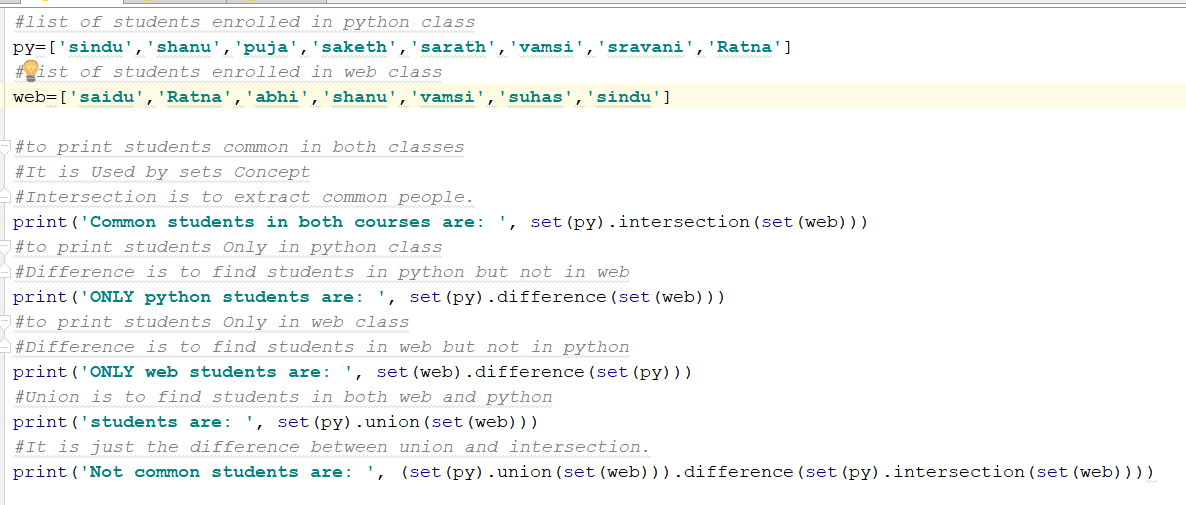 #list of students enrolled in python class
py=['sindu','shanu','puja','saketh','sarath','vamsi','sravani','Ratna']
#list of students enrolled in web class
web=['saidu','Ratna','abhi','shanu','vamsi','suhas','sindu']
#to print students common in both classes
#It is Used by sets Concept
#Intersection is to extract common people.
print('Common students in both courses are: ', set(py).intersection(set(web)))
#to print students Only in python class
#Difference is to find students in python but not in web
print('ONLY python students are: ', set(py).difference(set(web)))
#to print students Only in web class
#Difference is to find students in web but not in python
print('ONLY web students are: ', set(web).difference(set(py)))
#Union is to find students in both web and python
print('students are: ', set(py).union(set(web)))
#It is just the difference between union and intersection.
print('Not common students are: ', (set(py).union(set(web))).difference(set(py).intersection(set(web))))